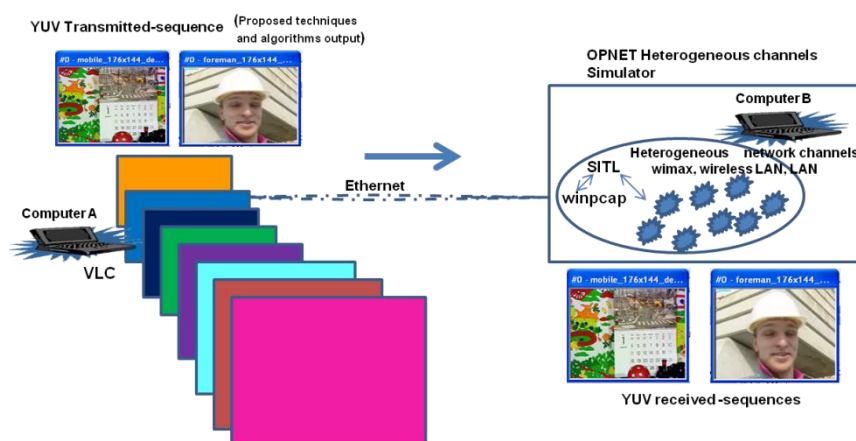 YUV Transmitted-sequence (Proposed techniques
and algorithms output)
#0 - mobile_176x144_de...
#0 - foreman_176x144_...
OPNET Heterogeneous channels
Simulator
Computer B
Heterogeneous network channels
wimax, wireless LAN, LAN
SITL
winpcap
Ethernet
Computer A
VLC
#0 - mobile_176x144_de...
#0 - foreman_176x144_...
YUV received-sequences